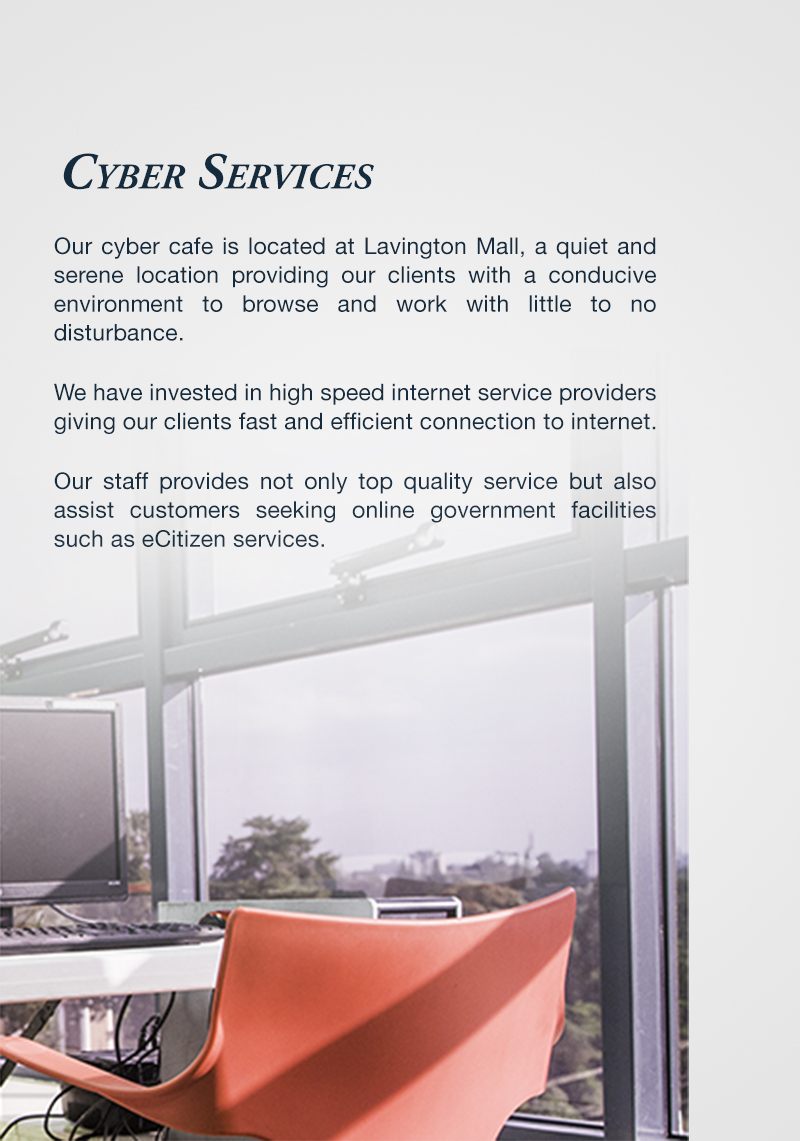 Cyber Services
Our cyber cafe is located at Lavington Mall, a quiet and
serene location providing our clients with a conducive
environment to browse and work with little to no
disturbance.
We have invested in high speed internet service providers
giving our clients fast and efficient connection to internet.
Our staff provides not only top quality service but also
assist customers seeking online government facilities
such as eCitizen services.